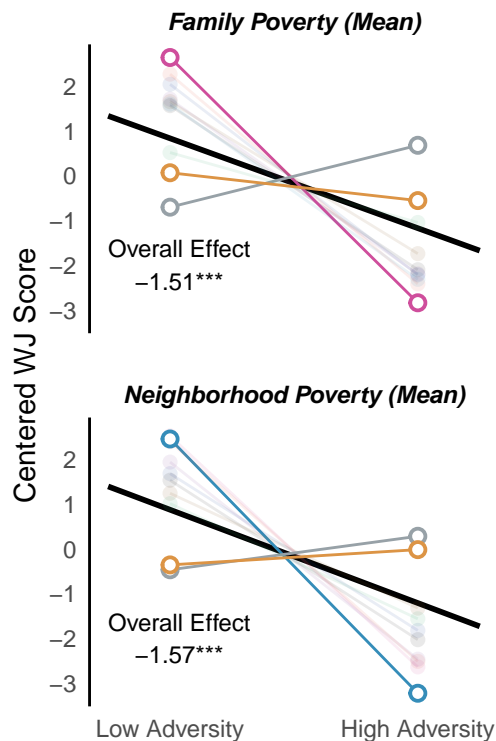 Family Poverty (Mean)
2
1
0
−1
−2
−3
Overall Effect
−1.51***
Centered WJ Score
Neighborhood Poverty (Mean)
2
1
0
−1
−2
−3
Overall Effect
−1.57***
Low Adversity High Adversity